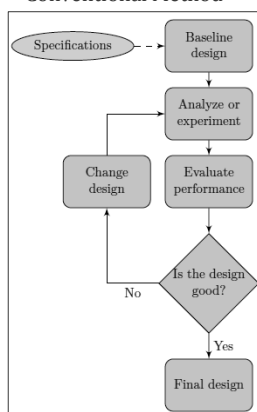 Conventional Method
Specifications
Baseline
design
Analyze or
experiment
Change
design
Evaluate
performance
Is the design
good?
No
Yes
Final design